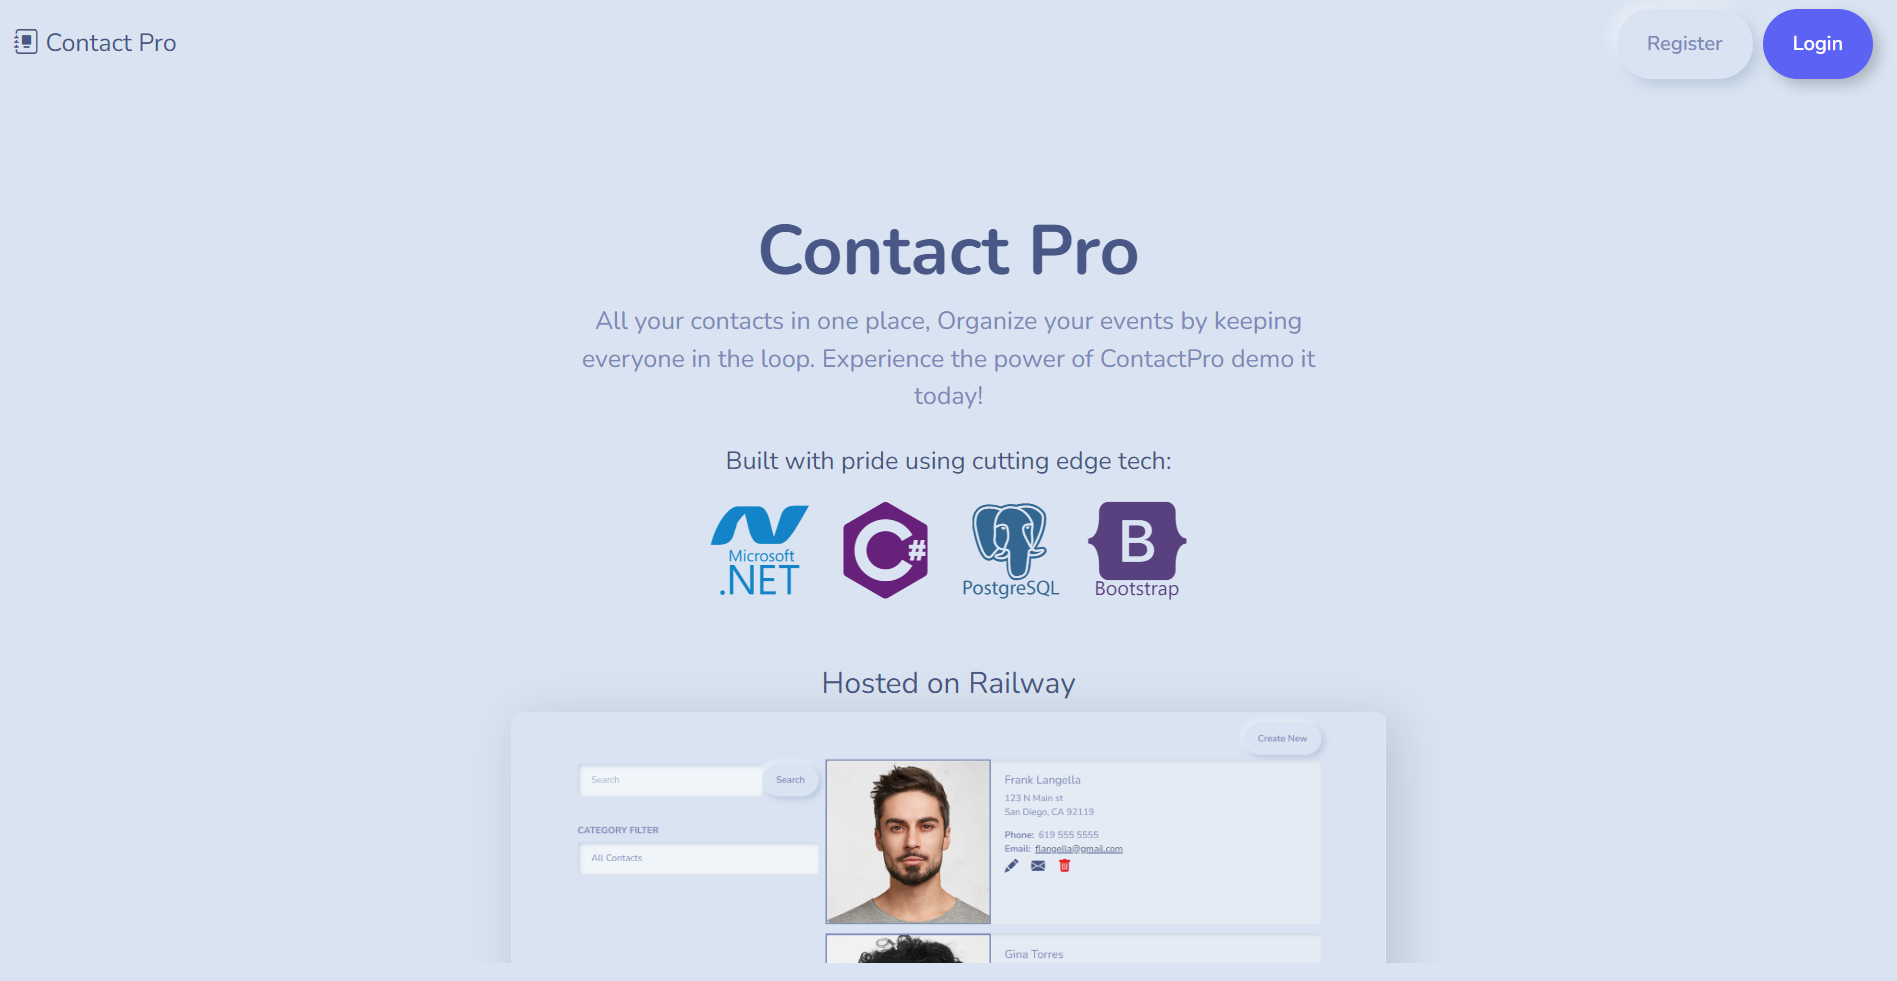 Contact Pro
Register
Login
Contact Pro
All your contacts in one place, Organize your events by keeping
everyone in the loop. Experience the power of ContactPro demo it
today!
Built with pride using cutting edge tech:
Microsoft
.NET
C#
PostgreSQL
B
Bootstrap
Hosted on Railway
Create New
Search
Search
CATEGORY FILTER
All Contacts
Frank Langella
123 N Main st
San Diego, CA 92119
Phone: 619 555 5555
Email: flangella@gmail.com
Gina Torres